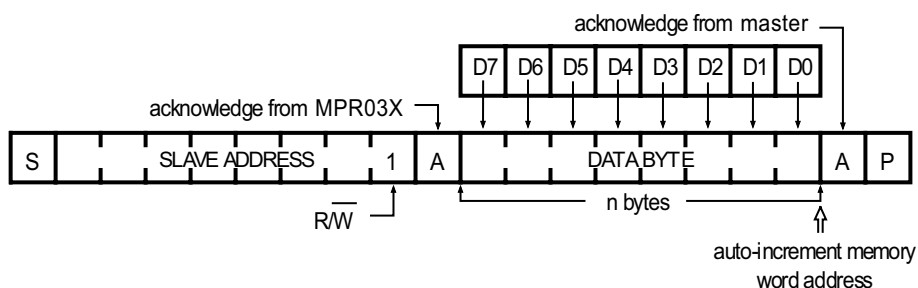 acknowledge from master
D7 D6 D5 D4 D3 D2 D1 D0
acknowledge from MPR03X
S SLAVE ADDRESS 1 A DATA BYTE A P
R/W̅
n bytes
auto-increment memory
word address